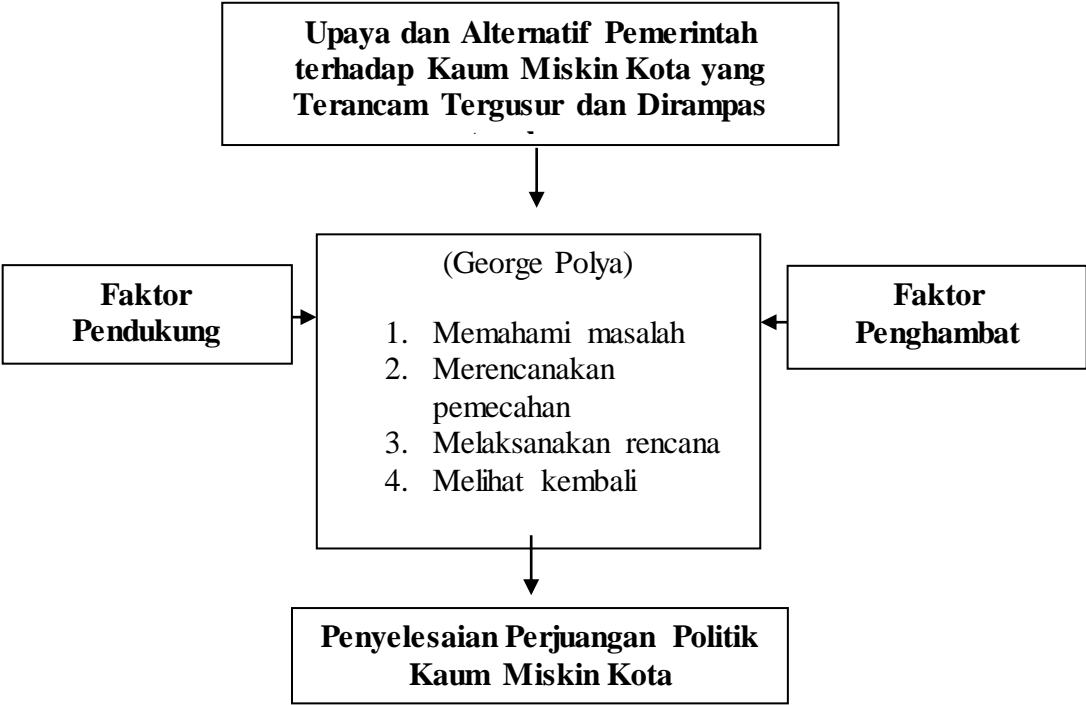 Upaya dan Alternatif Pemerintah
terhadap Kaum Miskin Kota yang
Terancam Tergusur dan Dirampas
(George Polya)
Faktor
Pendukung
1. Memahami masalah
2. Merencanakan
pemecahan
3. Melaksanakan rencana
4. Melihat kembali
Faktor
Penghambat
Penyelesaian Perjuangan Politik
Kaum Miskin Kota